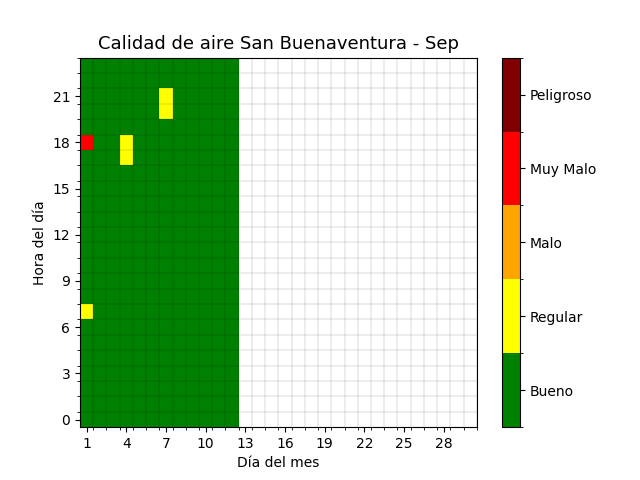 Calidad de aire San Buenaventura - Sep
Hora del día
21
18
15
12
9
6
3
0
1 4 7 10 13 16 19 22 25 28
Día del mes
Peligroso
Muy Malo
Malo
Regular
Bueno